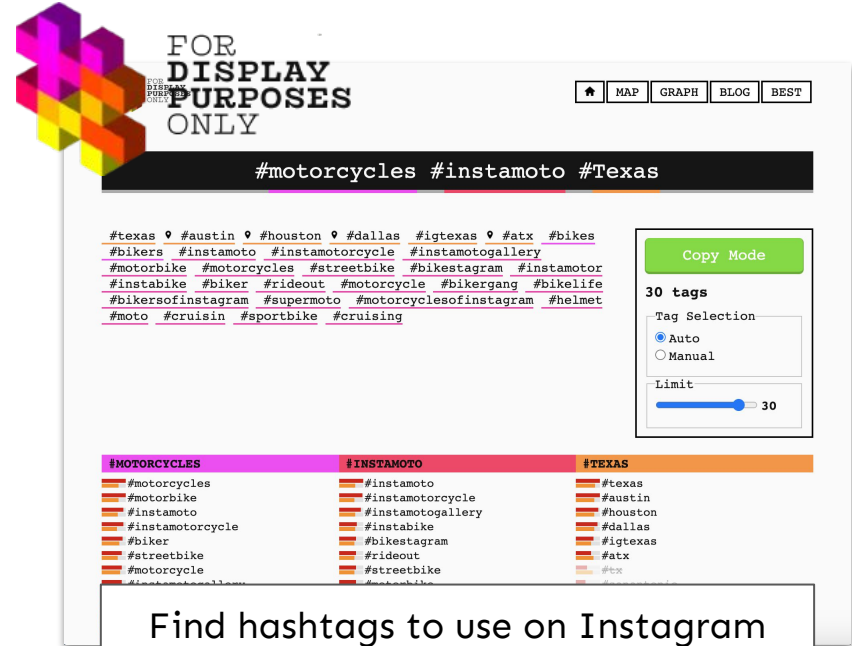 FOR
DISPLAY
PURPOSES
ONLY
FOR
DISPLAY
PURPOSES
ONLY
MAP GRAPH BLOG BEST
#motorcycles #instamoto #Texas
#texas #austin #houston #dallas #igtexas #atx #bikes
#bikers #instamoto #instamotorcycle #instamotogallery
#motorbike #motorcycles #streetbike #bikestagram #instamotor
#instabike #biker #rideout #motorcycle #bikergang #bikelife
#bikersofinstagram #supermoto #motorcyclesofinstagram #helmet
#moto #cruisin #sportbike #cruising
Copy Mode
30 tags
Tag Selection
Auto
Manual
Limit
30
#MOTORCYCLES #INSTAMOTO #TEXAS
#motorcycles #instamoto #texas
#motorbike #instamotorcycle #austin
#instamoto #instamotogallery #houston
#instamotorcycle #instabike #dallas
#biker #bikestagram #igtexas
#streetbike #rideout #atx
#motorcycle #streetbike #tx
Find hashtags to use on Instagram